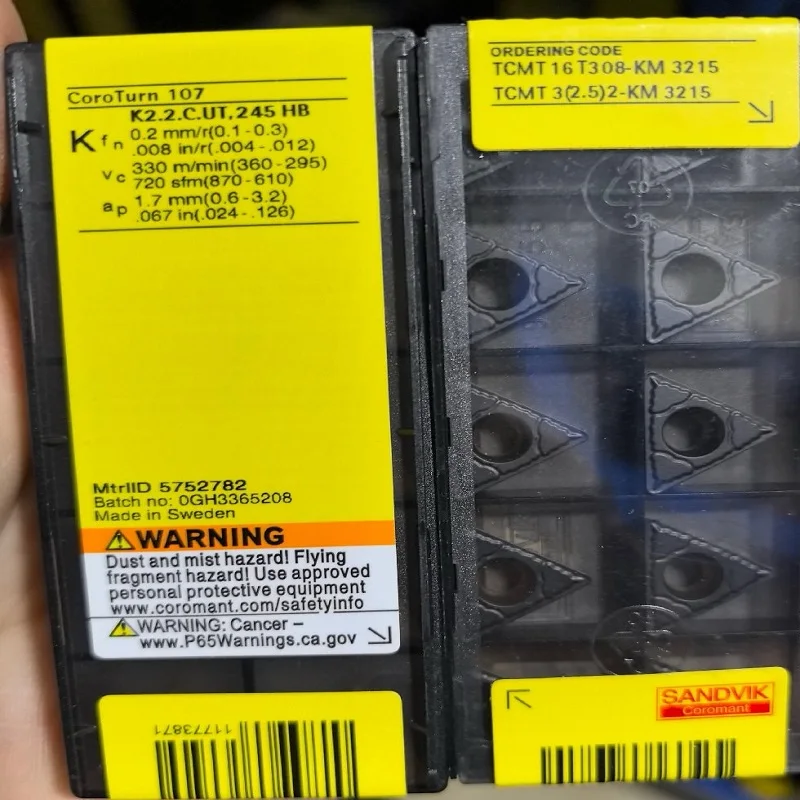 CoroTurn 107
K2.2.C.UT,245 HB
K fn 0.2 mm/r(0.1-0.3)
.008 in/r(.004-.012)
vc 330 m/min(360-295)
720 sfm(870-610)
ap 1.7 mm(0.6-3.2)
.067 in(.024-.126)
MtrlID 5752782
Batch no: 0GH3365208
Made in Sweden
WARNING
Dust and mist hazard! Flying
fragment hazard! Use approved
personal protective equipment
www.coromant.com/safetyinfo
WARNING: Cancer –
www.P65Warnings.ca.gov
11773871
ORDERING CODE
TCMT 16 T3 08-KM 3215
TCMT 3(2.5)2-KM 3215
SANDVIK
Coromant